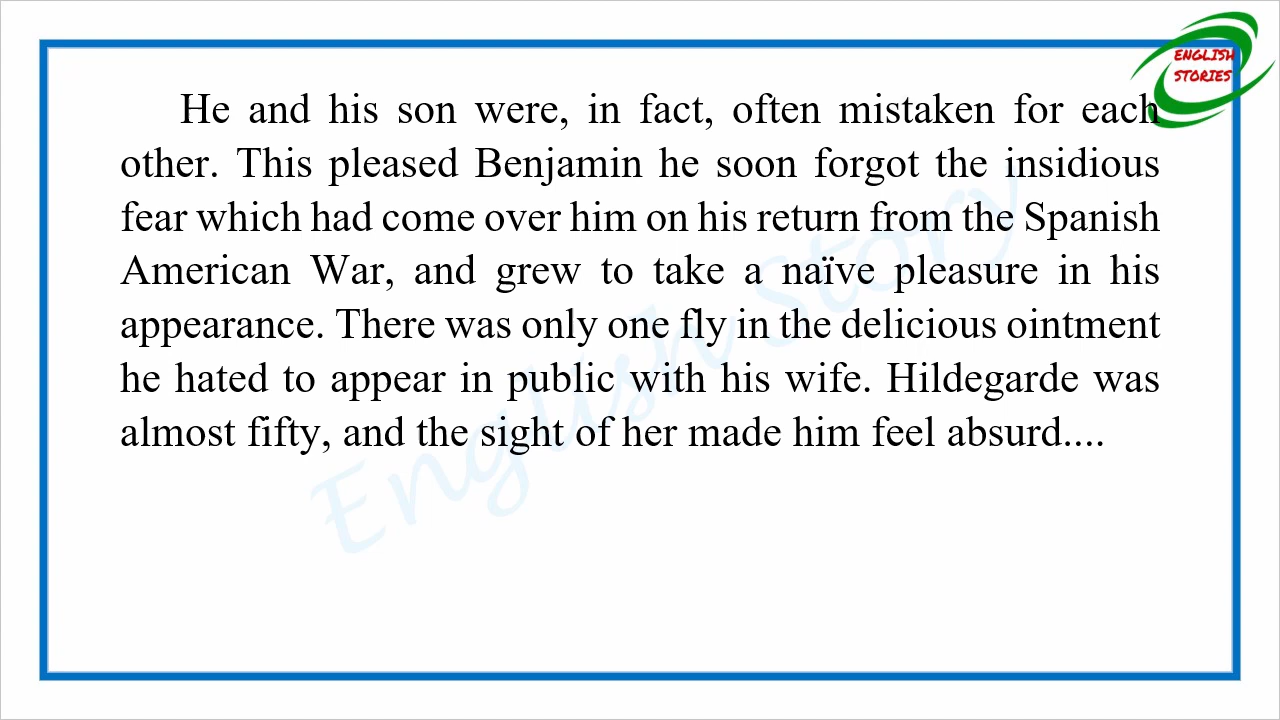 ENGLISH
STORIES
He and his son were, in fact, often mistaken for each
other. This pleased Benjamin he soon forgot the insidious
fear which had come over him on his return from the Spanish
American War, and grew to take a naïve pleasure in his
appearance. There was only one fly in the delicious ointment
he hated to appear in public with his wife. Hildegarde was
almost fifty, and the sight of her made him feel absurd....
English Story